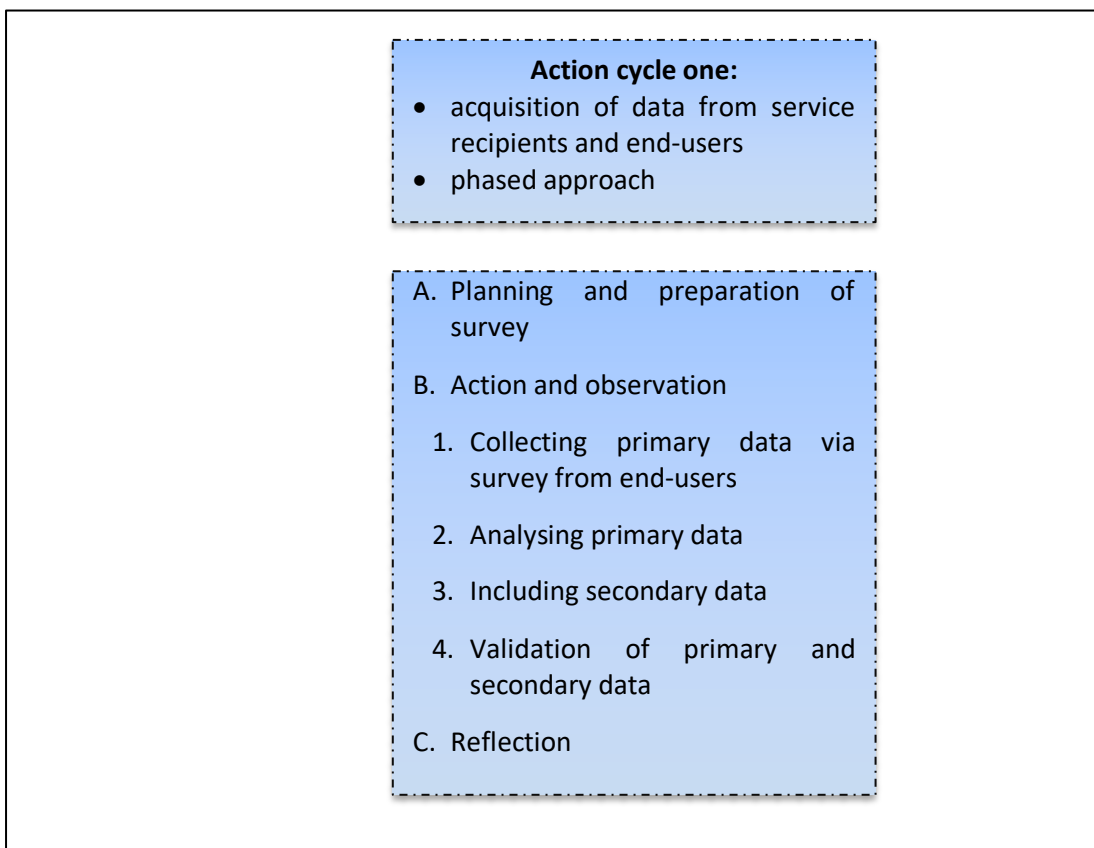 Action cycle one:
• acquisition of data from service
recipients and end-users
• phased approach
A. Planning and preparation of
survey
B. Action and observation
1. Collecting primary data via
survey from end-users
2. Analysing primary data
3. Including secondary data
4. Validation of primary and
secondary data
C. Reflection